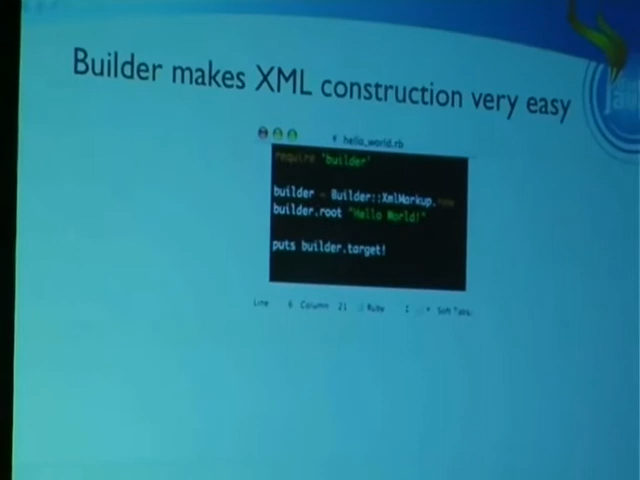 Builder makes XML construction very easy
hello_world.rb
require 'builder'
builder = Builder::XmlMarkup.new
builder.root "Hello World!"
puts builder.target!
Line 6 Column 21 Ruby Soft Tabs